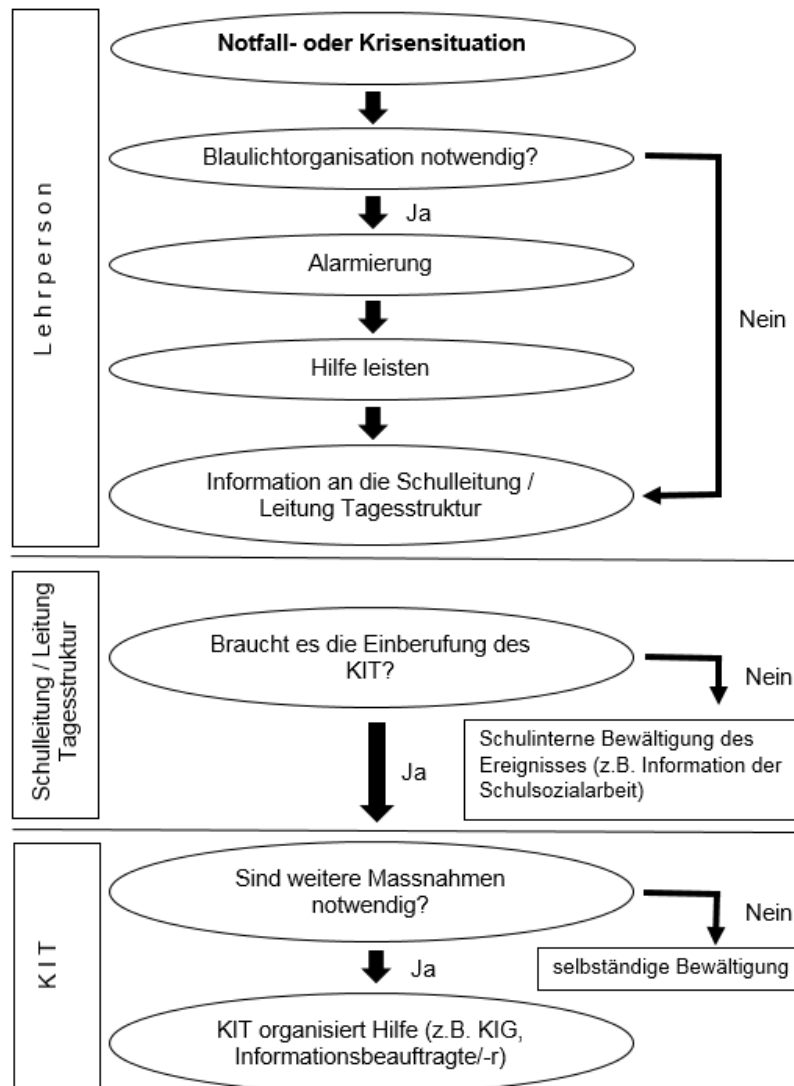 Lehrperson
Notfall- oder Krisensituation
Blaulichtorganisation notwendig?
Ja
Nein
Alarmierung
Hilfe leisten
Information an die Schulleitung /
Leitung Tagesstruktur
Schulleitung / Leitung
Tagesstruktur
Braucht es die Einberufung des
KIT?
Nein
Ja
Schulinterne Bewältigung des
Ereignisses (z.B. Information der
Schulsozialarbeit)
KIT
Sind weitere Massnahmen
notwendig?
Nein
Ja
selbständige Bewältigung
KIT organisiert Hilfe (z.B. KIG,
Informationsbeauftragte/-r)